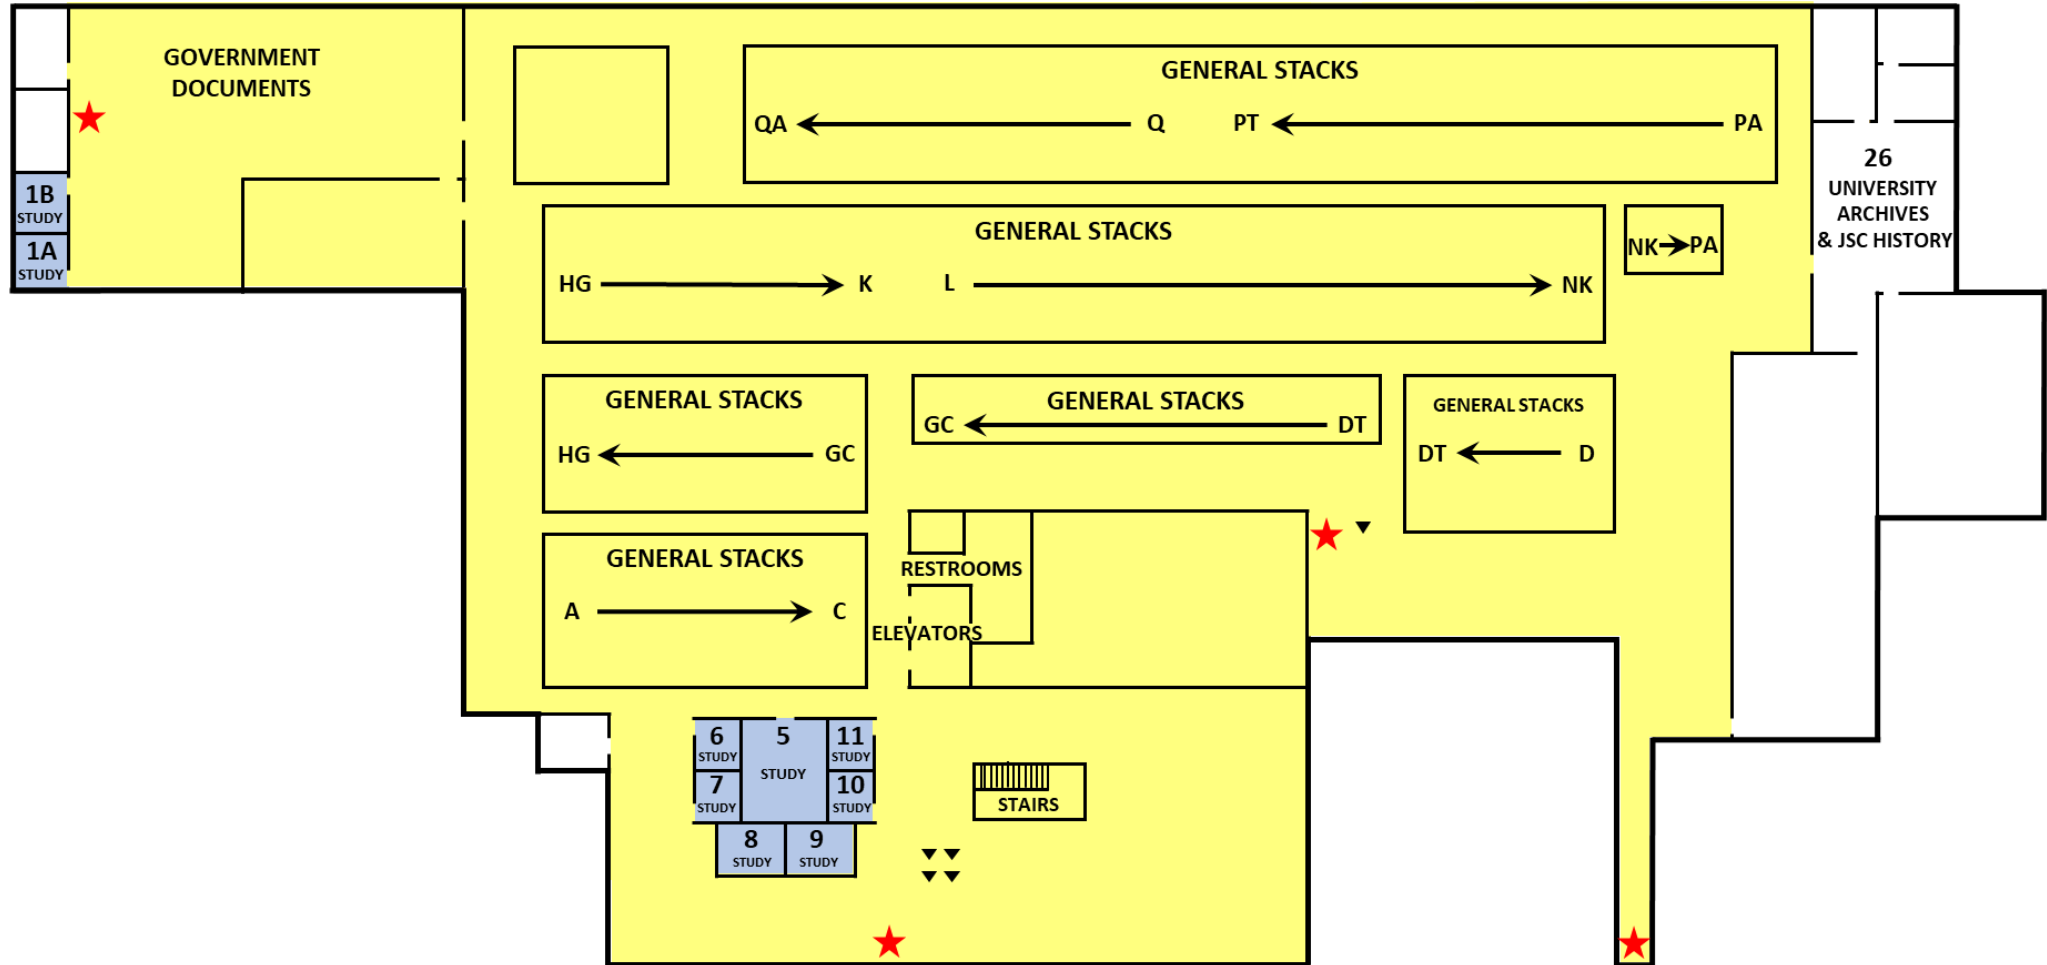 GOVERNMENT
DOCUMENTS
GENERAL STACKS
QA Q PT PA
1B
STUDY
1A
STUDY
26
UNIVERSITY
ARCHIVES
& JSC HISTORY
GENERAL STACKS
HG K L NK
NK PA
GENERAL STACKS
HG GC
GENERAL STACKS
GC DT
GENERAL STACKS
DT D
GENERAL STACKS
A C
RESTROOMS
ELEVATORS
6
STUDY
5
STUDY
11
STUDY
7
STUDY
10
STUDY
8
STUDY
9
STUDY
STAIRS